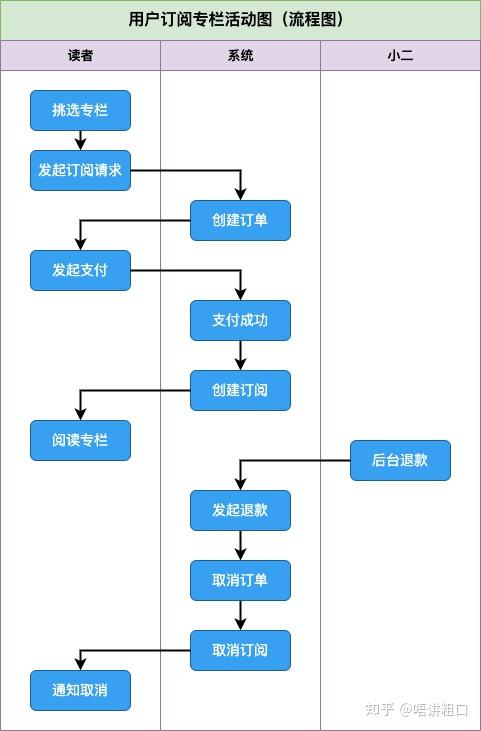 用户订阅专栏活动图（流程图）
读者
系统
小二
挑选专栏
发起订阅请求
创建订单
发起支付
支付成功
创建订阅
阅读专栏
后台退款
发起退款
取消订单
取消订阅
通知取消
知乎 @唔讲粗口